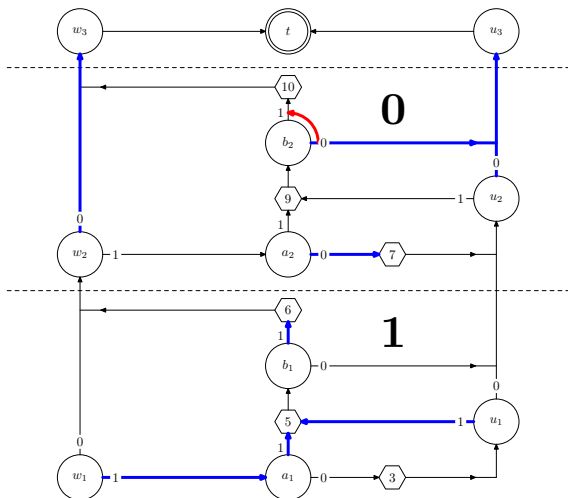 w₃ t u₃
10
1 0
b₂ 0
9 1 u₂ 0
0 1
w₂ 1 a₂ 0 7
6
1 1
b₁ 0
0
5 1 u₁
0 1
w₁ 1 a₁ 0 3